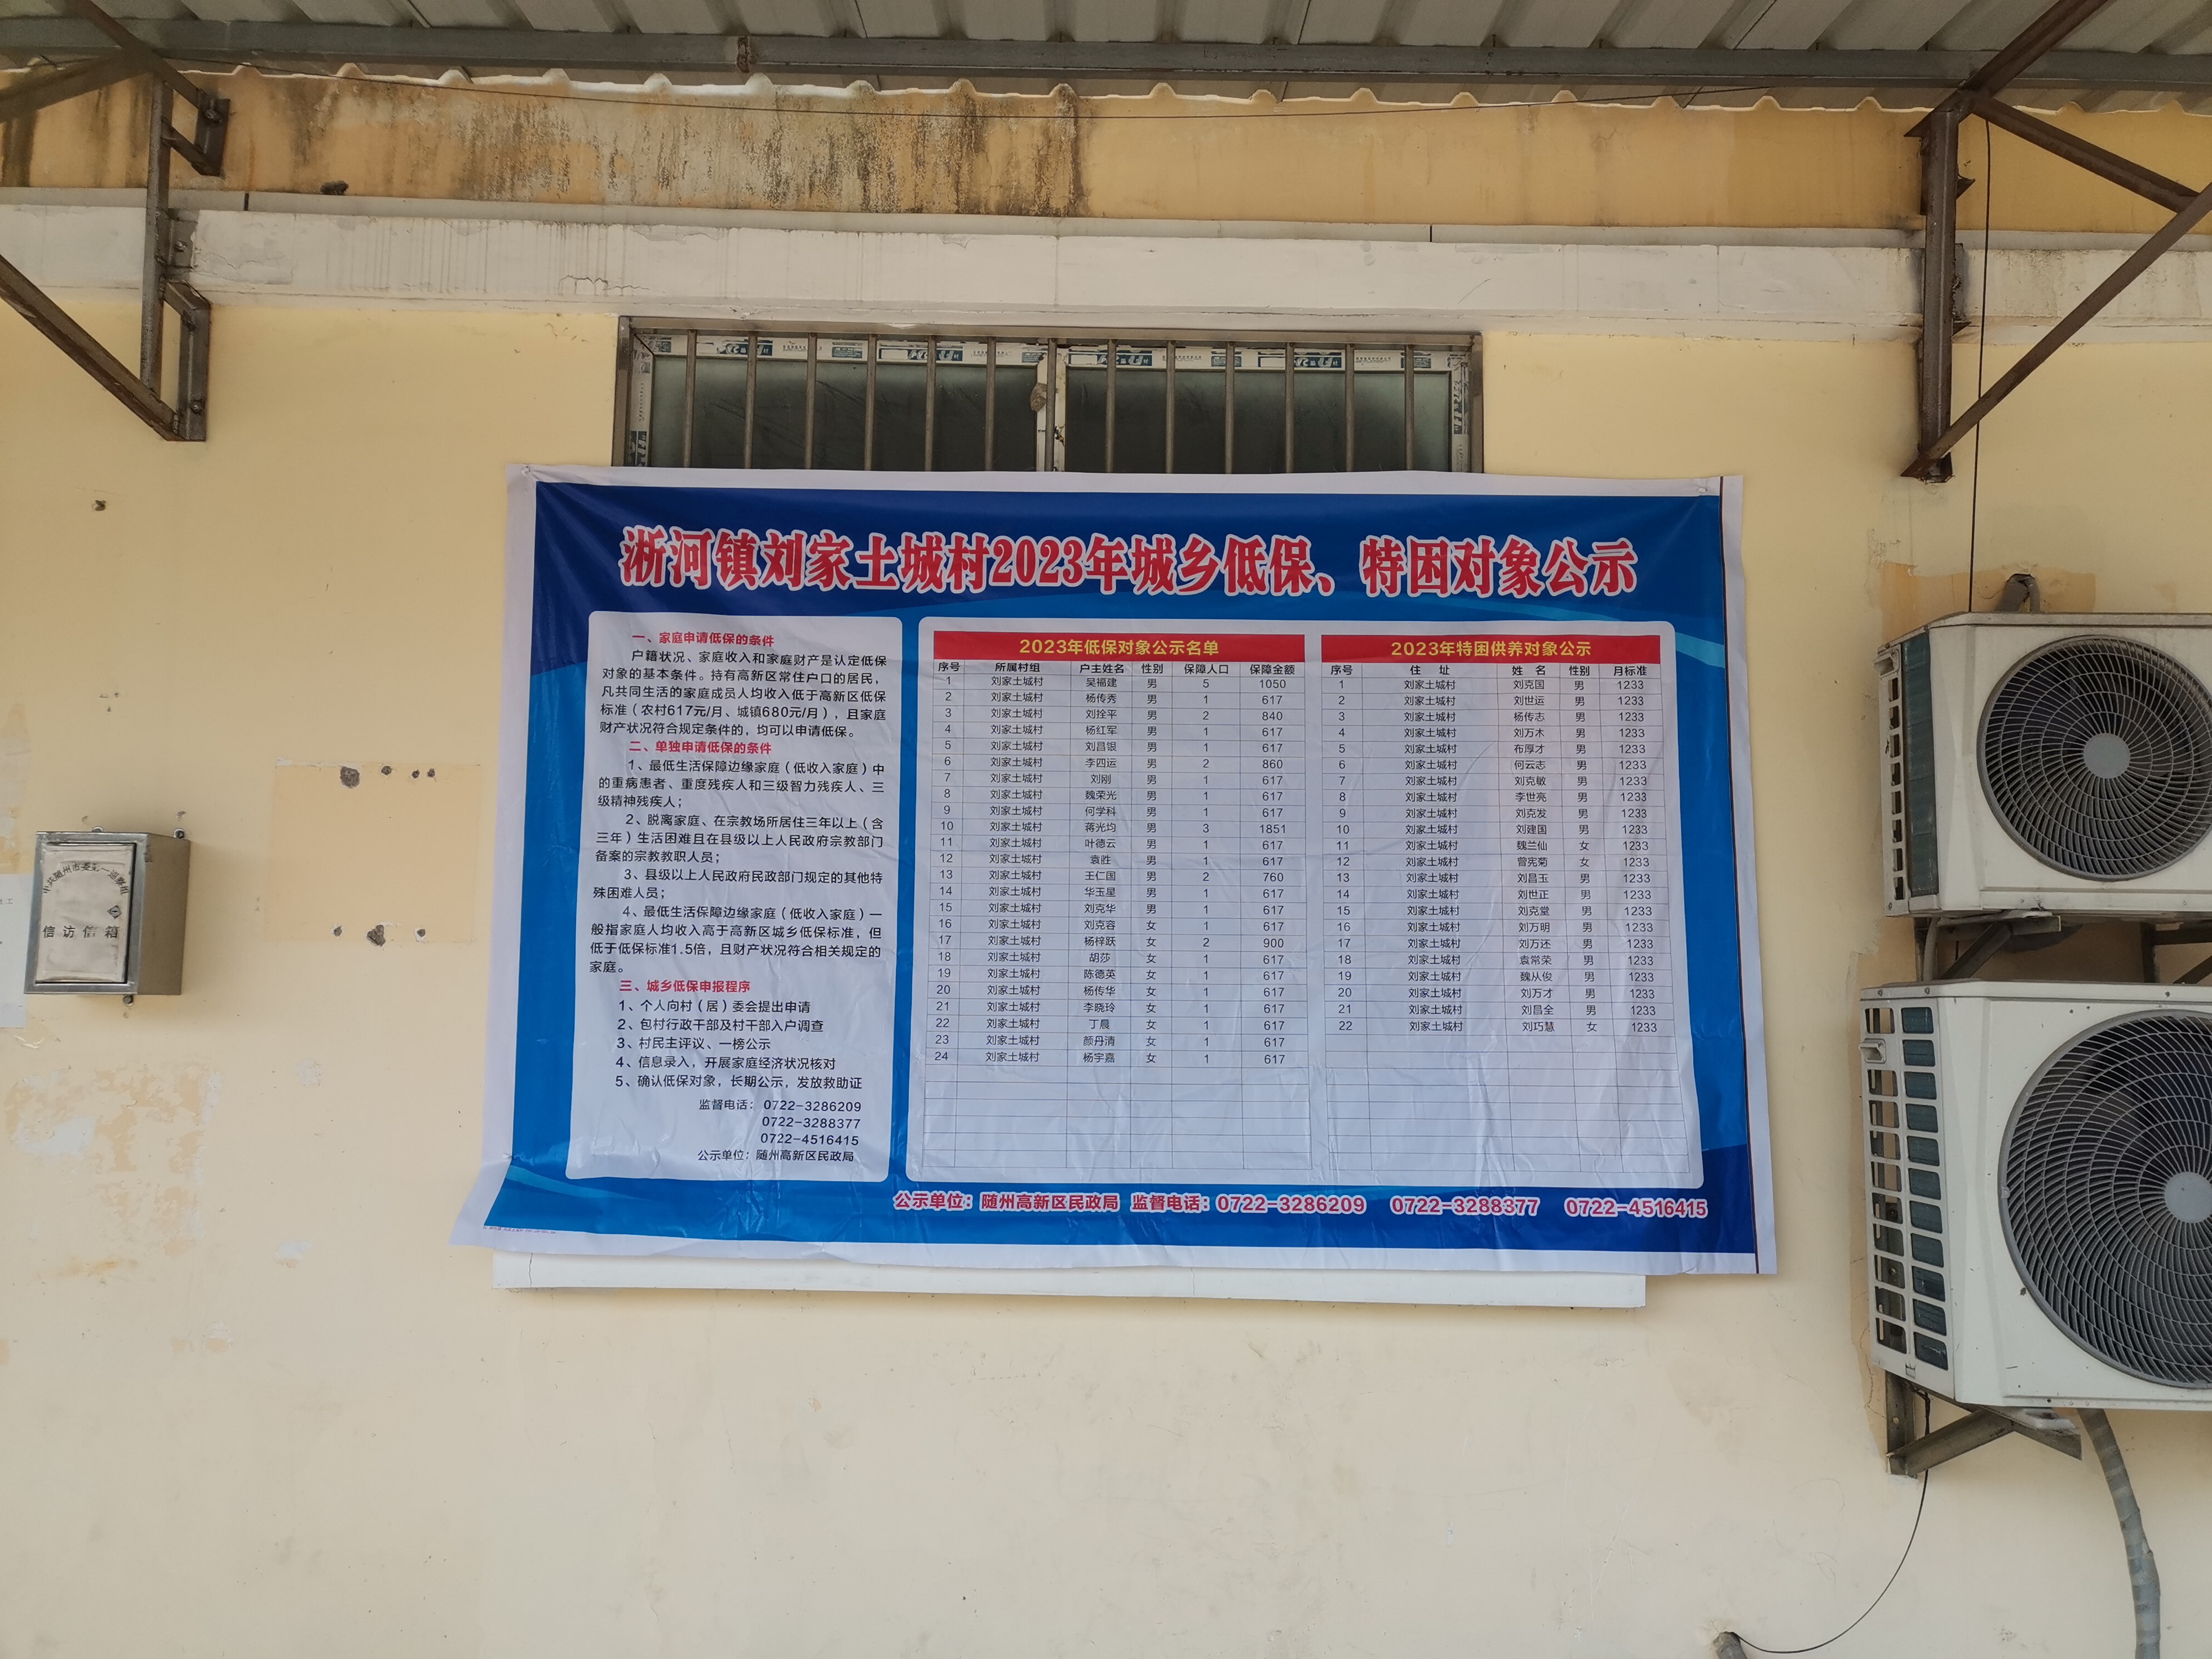 淅河镇刘家土城村2023年城乡低保、特困对象公示
一、家庭申请低保的条件
户籍状况、家庭收入和家庭财产是认定低保
对象的基本条件。持有高新区常住户口的居民，
凡共同生活的家庭成员人均收入低于高新区低保
标准（农村617元/月、城镇680元/月），且家庭
财产状况符合规定条件的，均可以申请低保。
二、单独申请低保的条件
1、最低生活保障边缘家庭（低收入家庭）中
的重病患者、重度残疾人和三级智力残疾人、三
级精神残疾人；
2、脱离家庭、在宗教场所居住三年以上（含
三年）生活困难且在县级以上人民政府宗教部门
备案的宗教教职人员；
3、县级以上人民政府民政部门规定的其他特
殊困难人员；
4、最低生活保障边缘家庭（低收入家庭）一
般指家庭人均收入高于高新区城乡低保标准，但
低于低保标准1.5倍，且财产状况符合相关规定的
家庭。
三、城乡低保申报程序
1、个人向村（居）委会提出申请
2、包村行政干部及村干部入户调查
3、村民主评议、一榜公示
4、信息录入，开展家庭经济状况核对
5、确认低保对象，长期公示，发放救助证
监督电话：0722-3286209
0722-3288377
0722-4516415
公示单位：随州高新区民政局
2023年低保对象公示名单
序号 所属村组 户主姓名 性别 保障人口 保障金额
1 刘家土城村 吴福建 男 5 1050
2 刘家土城村 杨传秀 男 1 617
3 刘家土城村 刘拴平 男 2 840
4 刘家土城村 杨红军 男 1 617
5 刘家土城村 刘昌银 男 1 617
6 刘家土城村 李四运 男 2 860
7 刘家土城村 刘刚 男 1 617
8 刘家土城村 魏荣光 男 1 617
9 刘家土城村 何学科 男 1 617
10 刘家土城村 蒋光均 男 3 1851
11 刘家土城村 叶德云 男 1 617
12 刘家土城村 袁胜 男 1 617
13 刘家土城村 王仁国 男 2 760
14 刘家土城村 华玉星 男 1 617
15 刘家土城村 刘克华 男 1 617
16 刘家土城村 刘克容 女 1 617
17 刘家土城村 杨梓跃 女 2 900
18 刘家土城村 胡莎 女 1 617
19 刘家土城村 陈德英 女 1 617
20 刘家土城村 杨传华 女 1 617
21 刘家土城村 李晓玲 女 1 617
22 刘家土城村 丁晨 女 1 617
23 刘家土城村 颜丹清 女 1 617
24 刘家土城村 杨宇嘉 女 1 617
2023年特困供养对象公示
序号 住 址 姓 名 性别 月标准
1 刘家土城村 刘克国 男 1233
2 刘家土城村 刘世运 男 1233
3 刘家土城村 杨传志 男 1233
4 刘家土城村 刘万木 男 1233
5 刘家土城村 布厚才 男 1233
6 刘家土城村 何云志 男 1233
7 刘家土城村 刘克敏 男 1233
8 刘家土城村 李世亮 男 1233
9 刘家土城村 刘克发 男 1233
10 刘家土城村 刘建国 男 1233
11 刘家土城村 魏兰仙 女 1233
12 刘家土城村 曾宪菊 女 1233
13 刘家土城村 刘昌玉 男 1233
14 刘家土城村 刘世正 男 1233
15 刘家土城村 刘克堂 男 1233
16 刘家土城村 刘万明 男 1233
17 刘家土城村 刘万还 男 1233
18 刘家土城村 袁常荣 男 1233
19 刘家土城村 魏从俊 男 1233
20 刘家土城村 刘万才 男 1233
21 刘家土城村 刘昌全 男 1233
22 刘家土城村 刘巧慧 女 1233
公示单位：随州高新区民政局 监督电话：0722-3286209 0722-3288377 0722-4516415
信访信箱